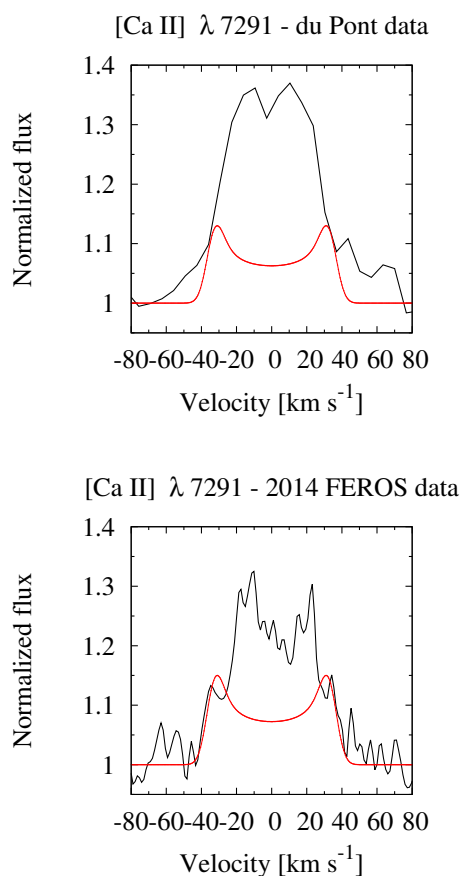 [Ca II] λ 7291 - du Pont data
1.4
1.3
1.2
1.1
1
Normalized flux
-80-60-40-20 0 20 40 60 80
Velocity [km s⁻¹]
[Ca II] λ 7291 - 2014 FEROS data
1.4
1.3
1.2
1.1
1
Normalized flux
-80-60-40-20 0 20 40 60 80
Velocity [km s⁻¹]